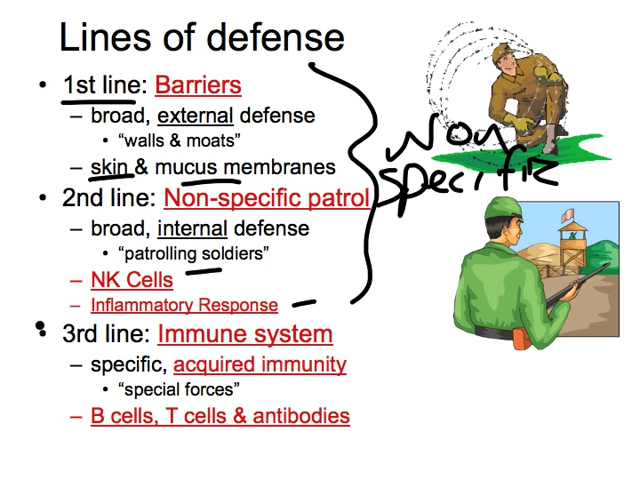 Lines of defense
• 1st line: Barriers
– broad, external defense
• “walls & moats”
– skin & mucus membranes
• 2nd line: Non-specific patrol
– broad, internal defense
• “patrolling soldiers”
– NK Cells
– Inflammatory Response
• 3rd line: Immune system
– specific, acquired immunity
• “special forces”
– B cells, T cells & antibodies
Non
specific